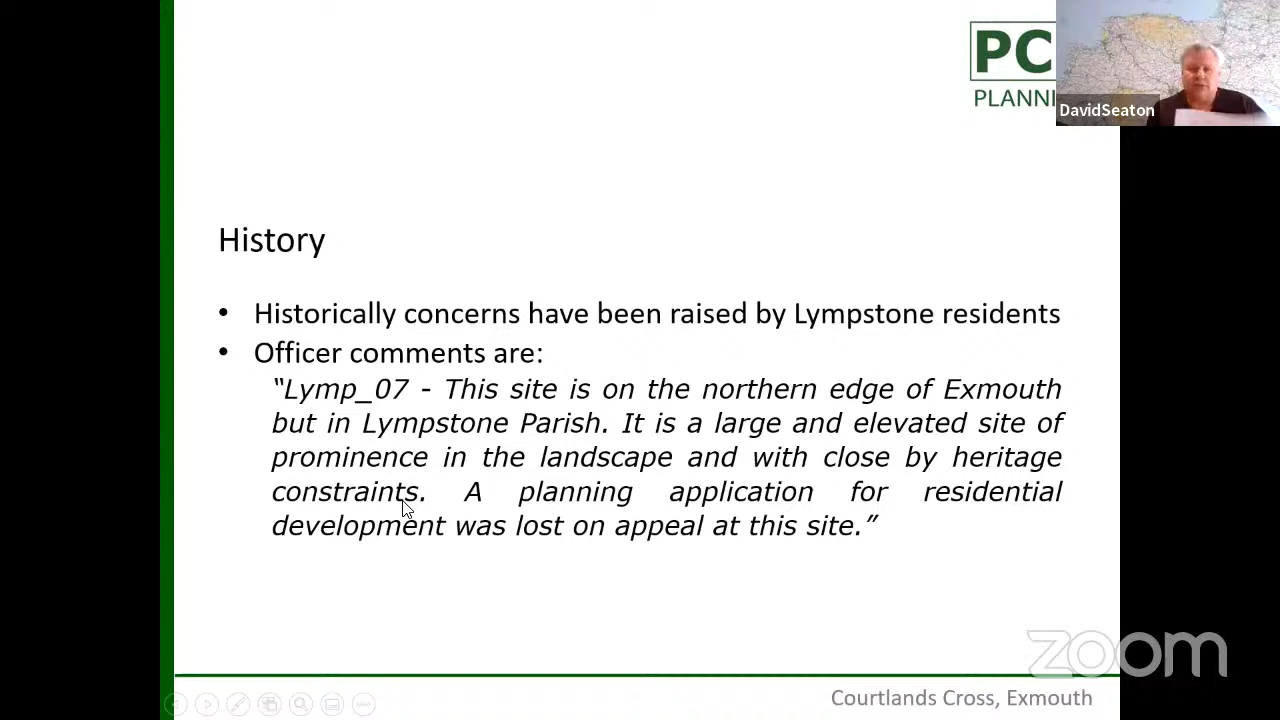 PC
PLANNI
DavidSeaton
History
• Historically concerns have been raised by Lympstone residents
• Officer comments are:
“Lymp_07 - This site is on the northern edge of Exmouth
but in Lympstone Parish. It is a large and elevated site of
prominence in the landscape and with close by heritage
constraints. A planning application for residential
development was lost on appeal at this site.”
zoom
Courtlands Cross, Exmouth